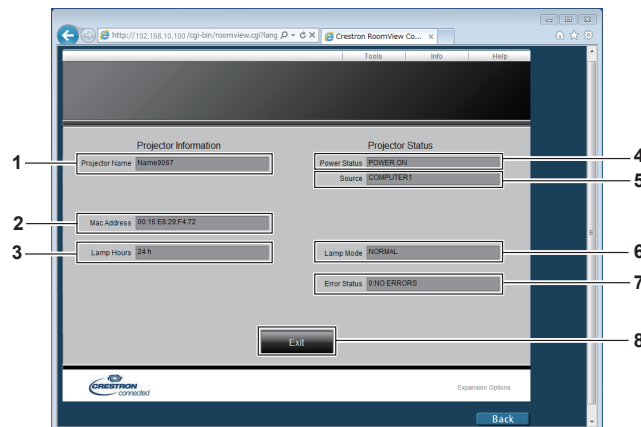 http://192.168.10.100/cgi-bin/roomview.cgi?lang
Crestron RoomView Co... ×
Tools Info Help
Projector Information Projector Status
1 Projector Name Name9067 Power Status POWER ON 4
Source COMPUTER1 5
2 Mac Address 00:16:E8:29:F4:72
3 Lamp Hours 24 h Lamp Mode NORMAL 6
Error Status 0:NO ERRORS 7
Exit 8
CRESTRON
connected Expansion Options
Back